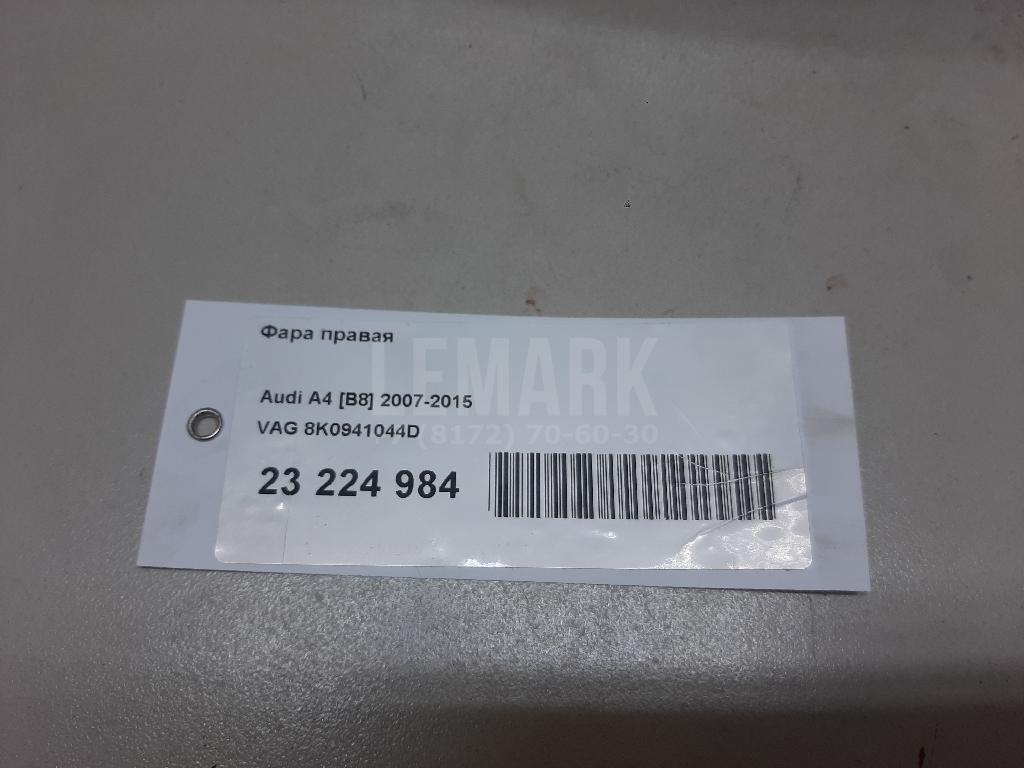 Фара правая
LEMARK
Audi A4 [B8] 2007-2015
VAG 8K0941044D
(8172) 70-60-30
23 224 984